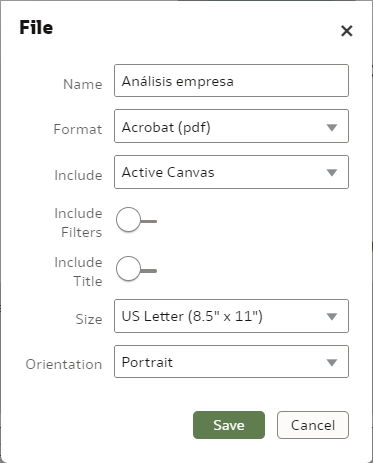 File
Name
Análisis empresa
Format
Acrobat (pdf)
Include
Active Canvas
Include
Filters
Include
Title
Size
US Letter (8.5" x 11")
Orientation
Portrait
Save
Cancel